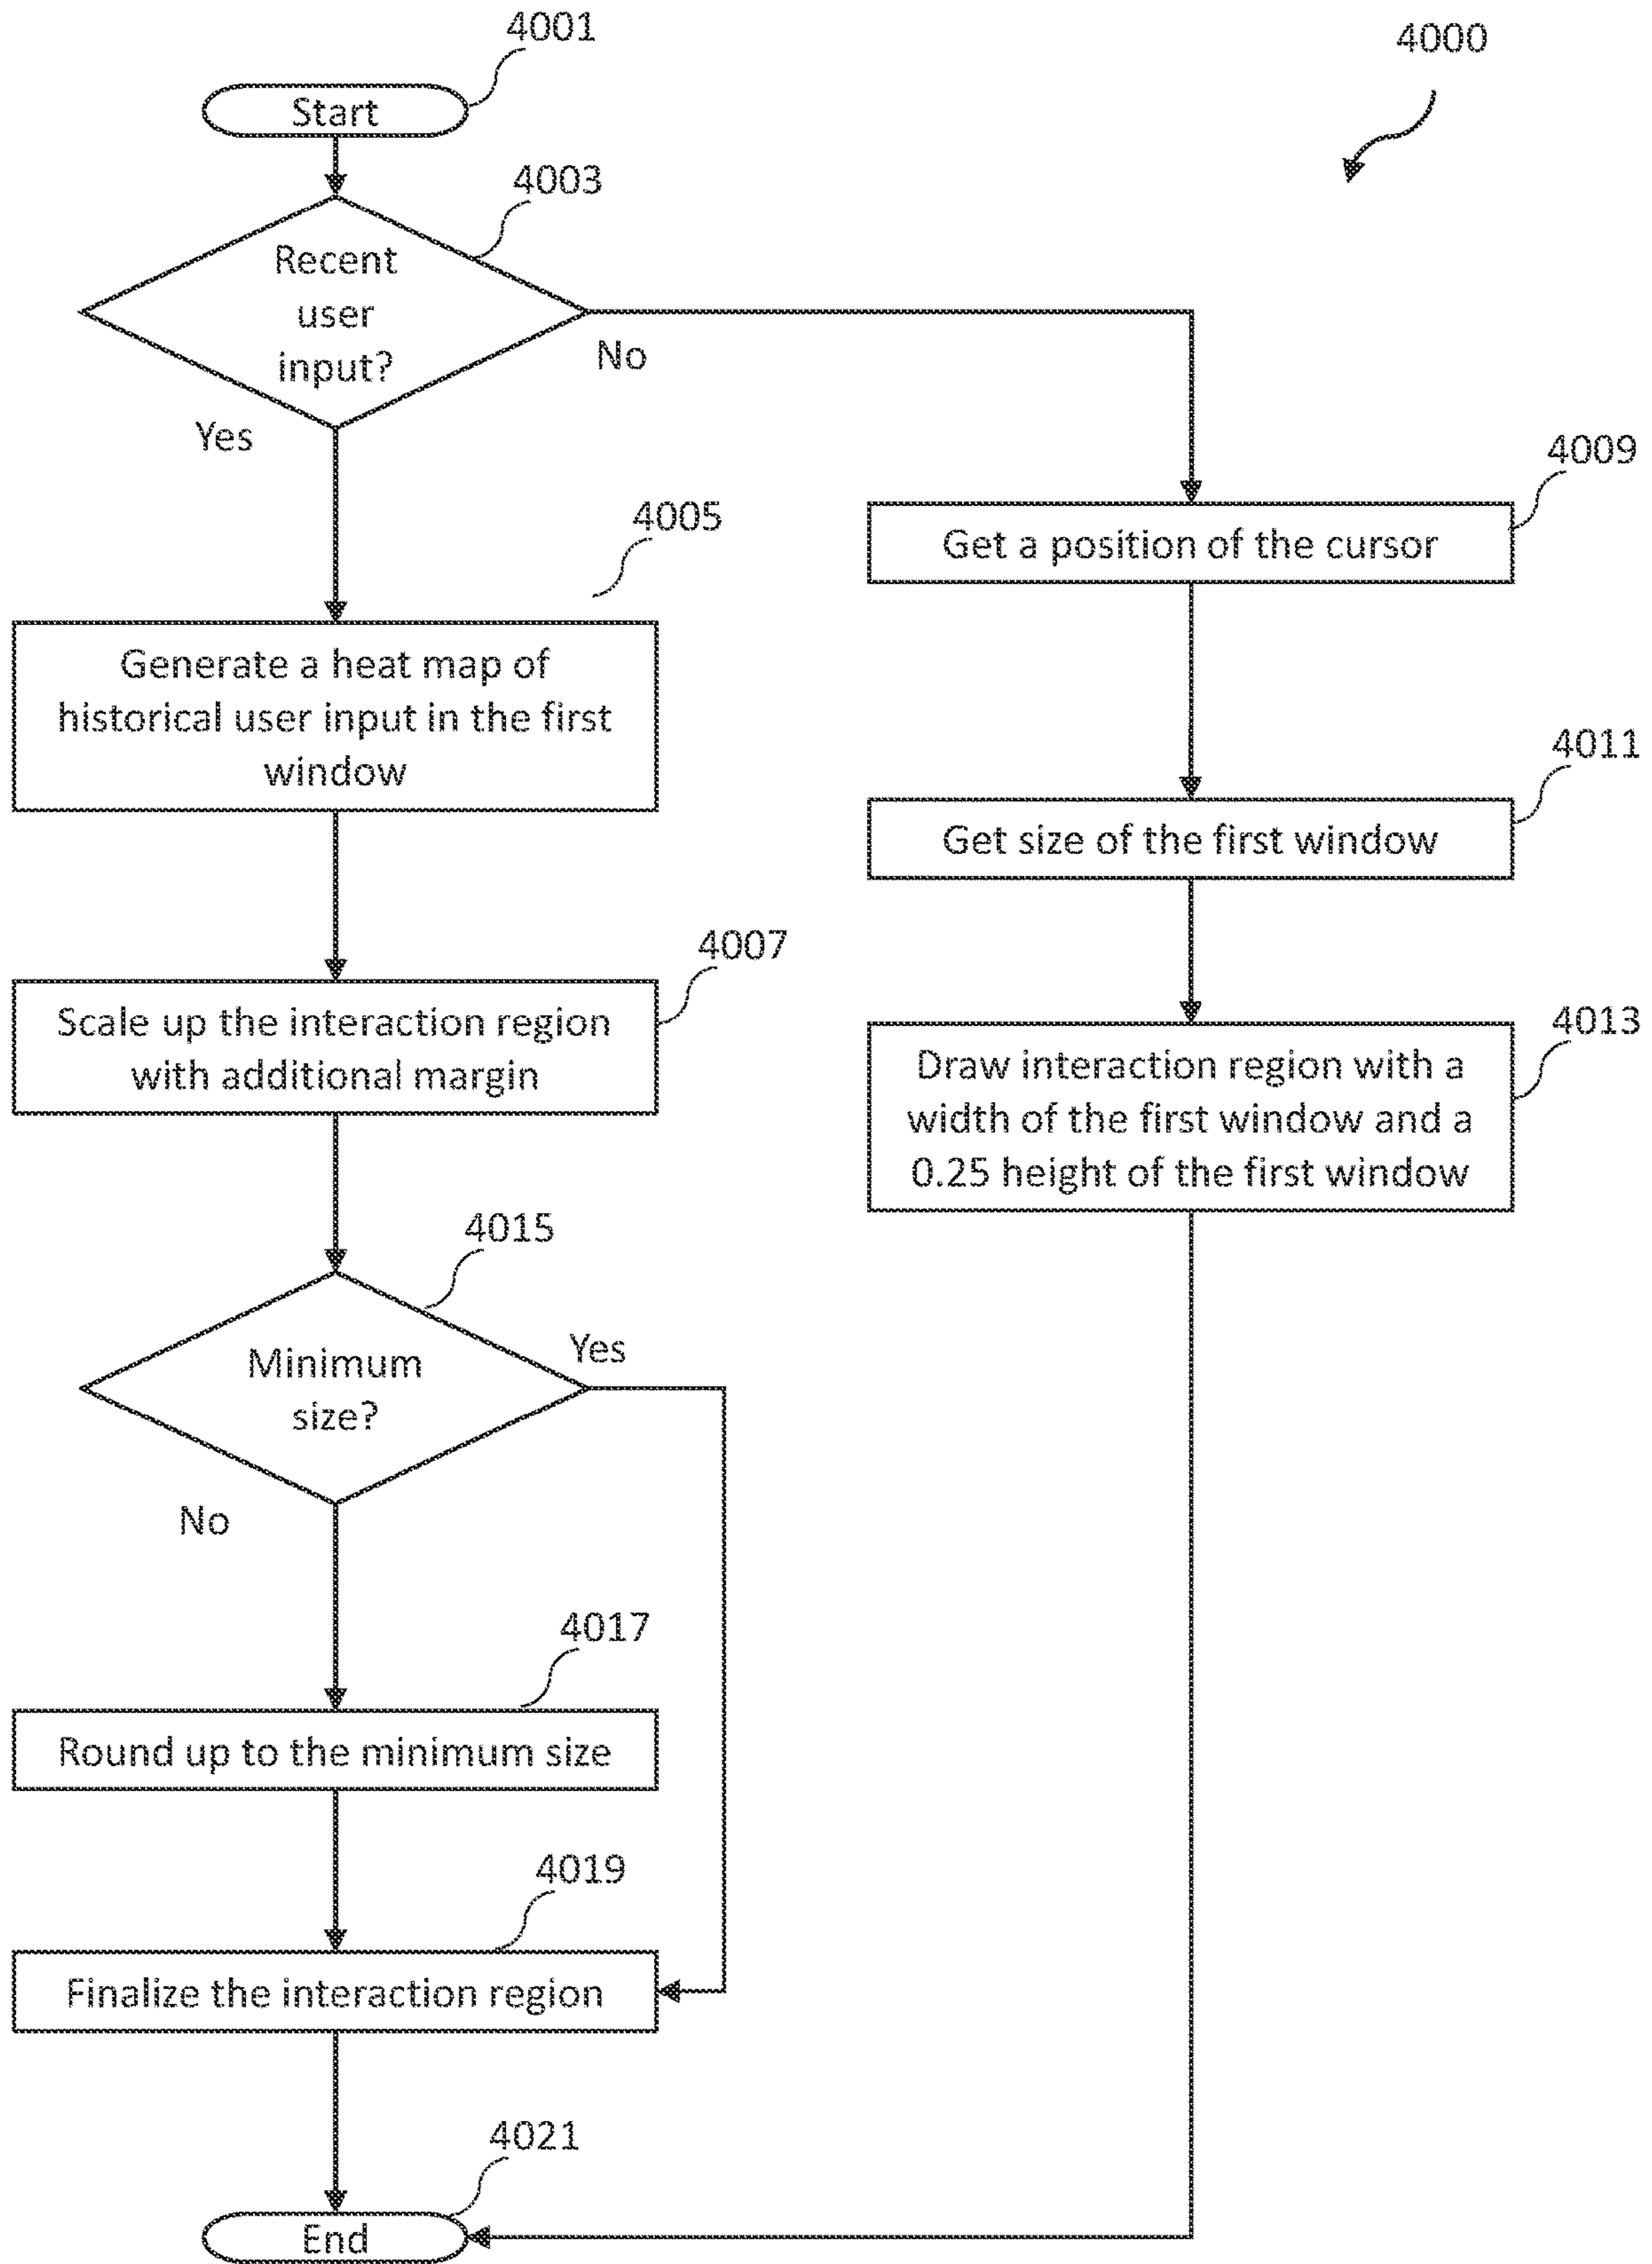 4001
4000
Start
4003
Recent
user
input?
No
Yes
4009
Get a position of the cursor
4005
Generate a heat map of
historical user input in the first
window
4011
Get size of the first window
4007
Scale up the interaction region
with additional margin
4013
Draw interaction region with a
width of the first window and a
0.25 height of the first window
4015
Minimum
size?
Yes
No
4017
Round up to the minimum size
4019
Finalize the interaction region
4021
End